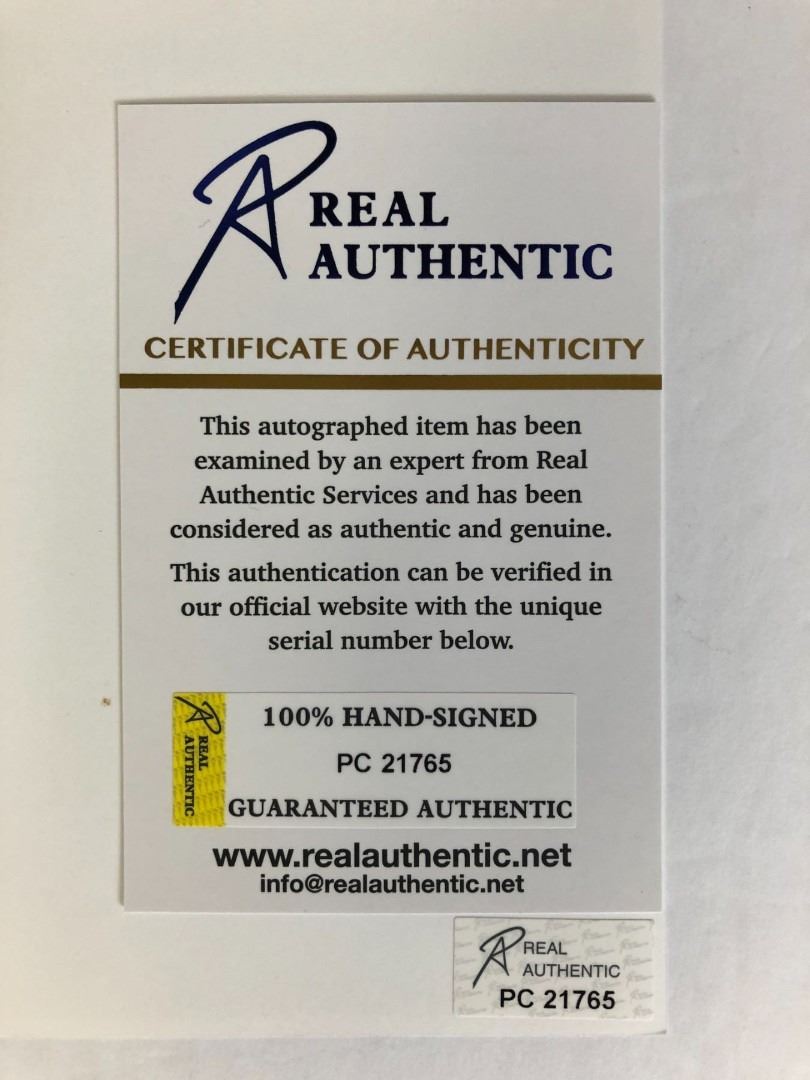 REAL
AUTHENTIC
CERTIFICATE OF AUTHENTICITY
This autographed item has been
examined by an expert from Real
Authentic Services and has been
considered as authentic and genuine.
This authentication can be verified in
our official website with the unique
serial number below.
REAL
AUTHENTIC
100% HAND-SIGNED
PC 21765
GUARANTEED AUTHENTIC
www.realauthentic.net
info@realauthentic.net
REAL
AUTHENTIC
PC 21765